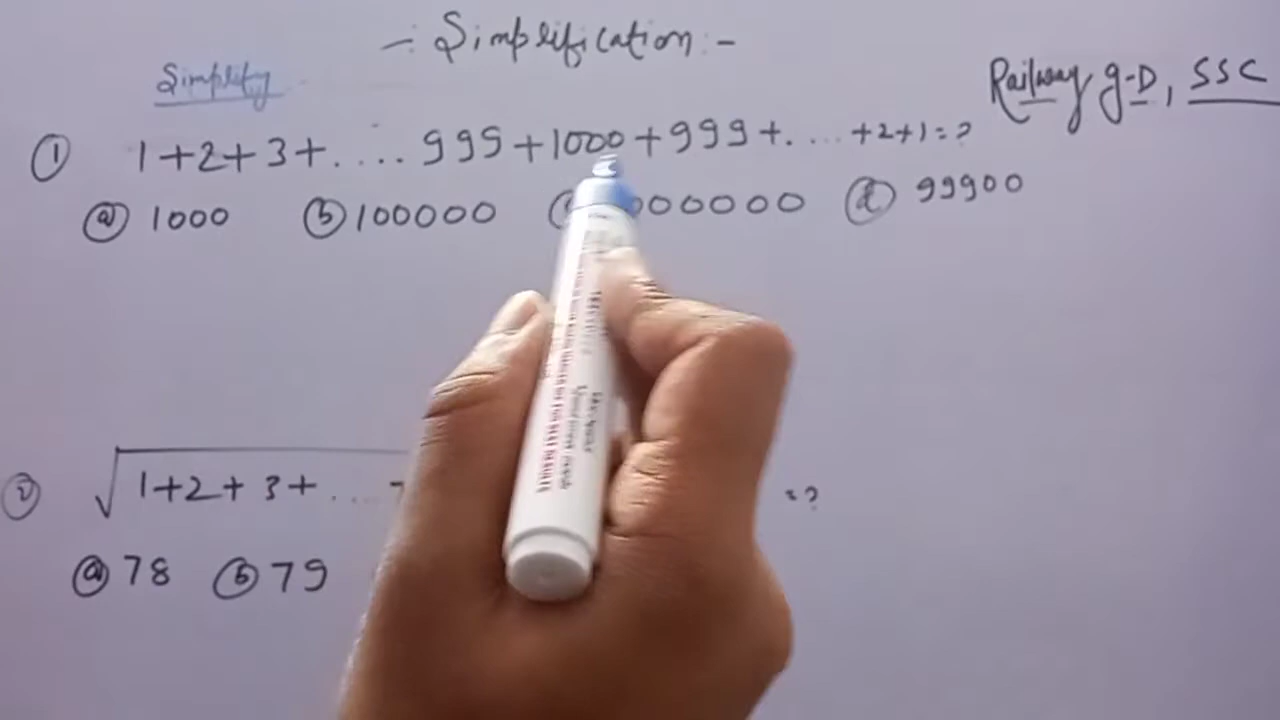 -: Simplification:-
Simplify
Railway g-D, SSC
① 1+2+3+.... 999+1000+999+.... +2+1=?
ⓐ 1000 ⓑ 100000 000000 ⓓ 99900
② √1+2+3+.... =?
ⓐ 78 ⓑ 79